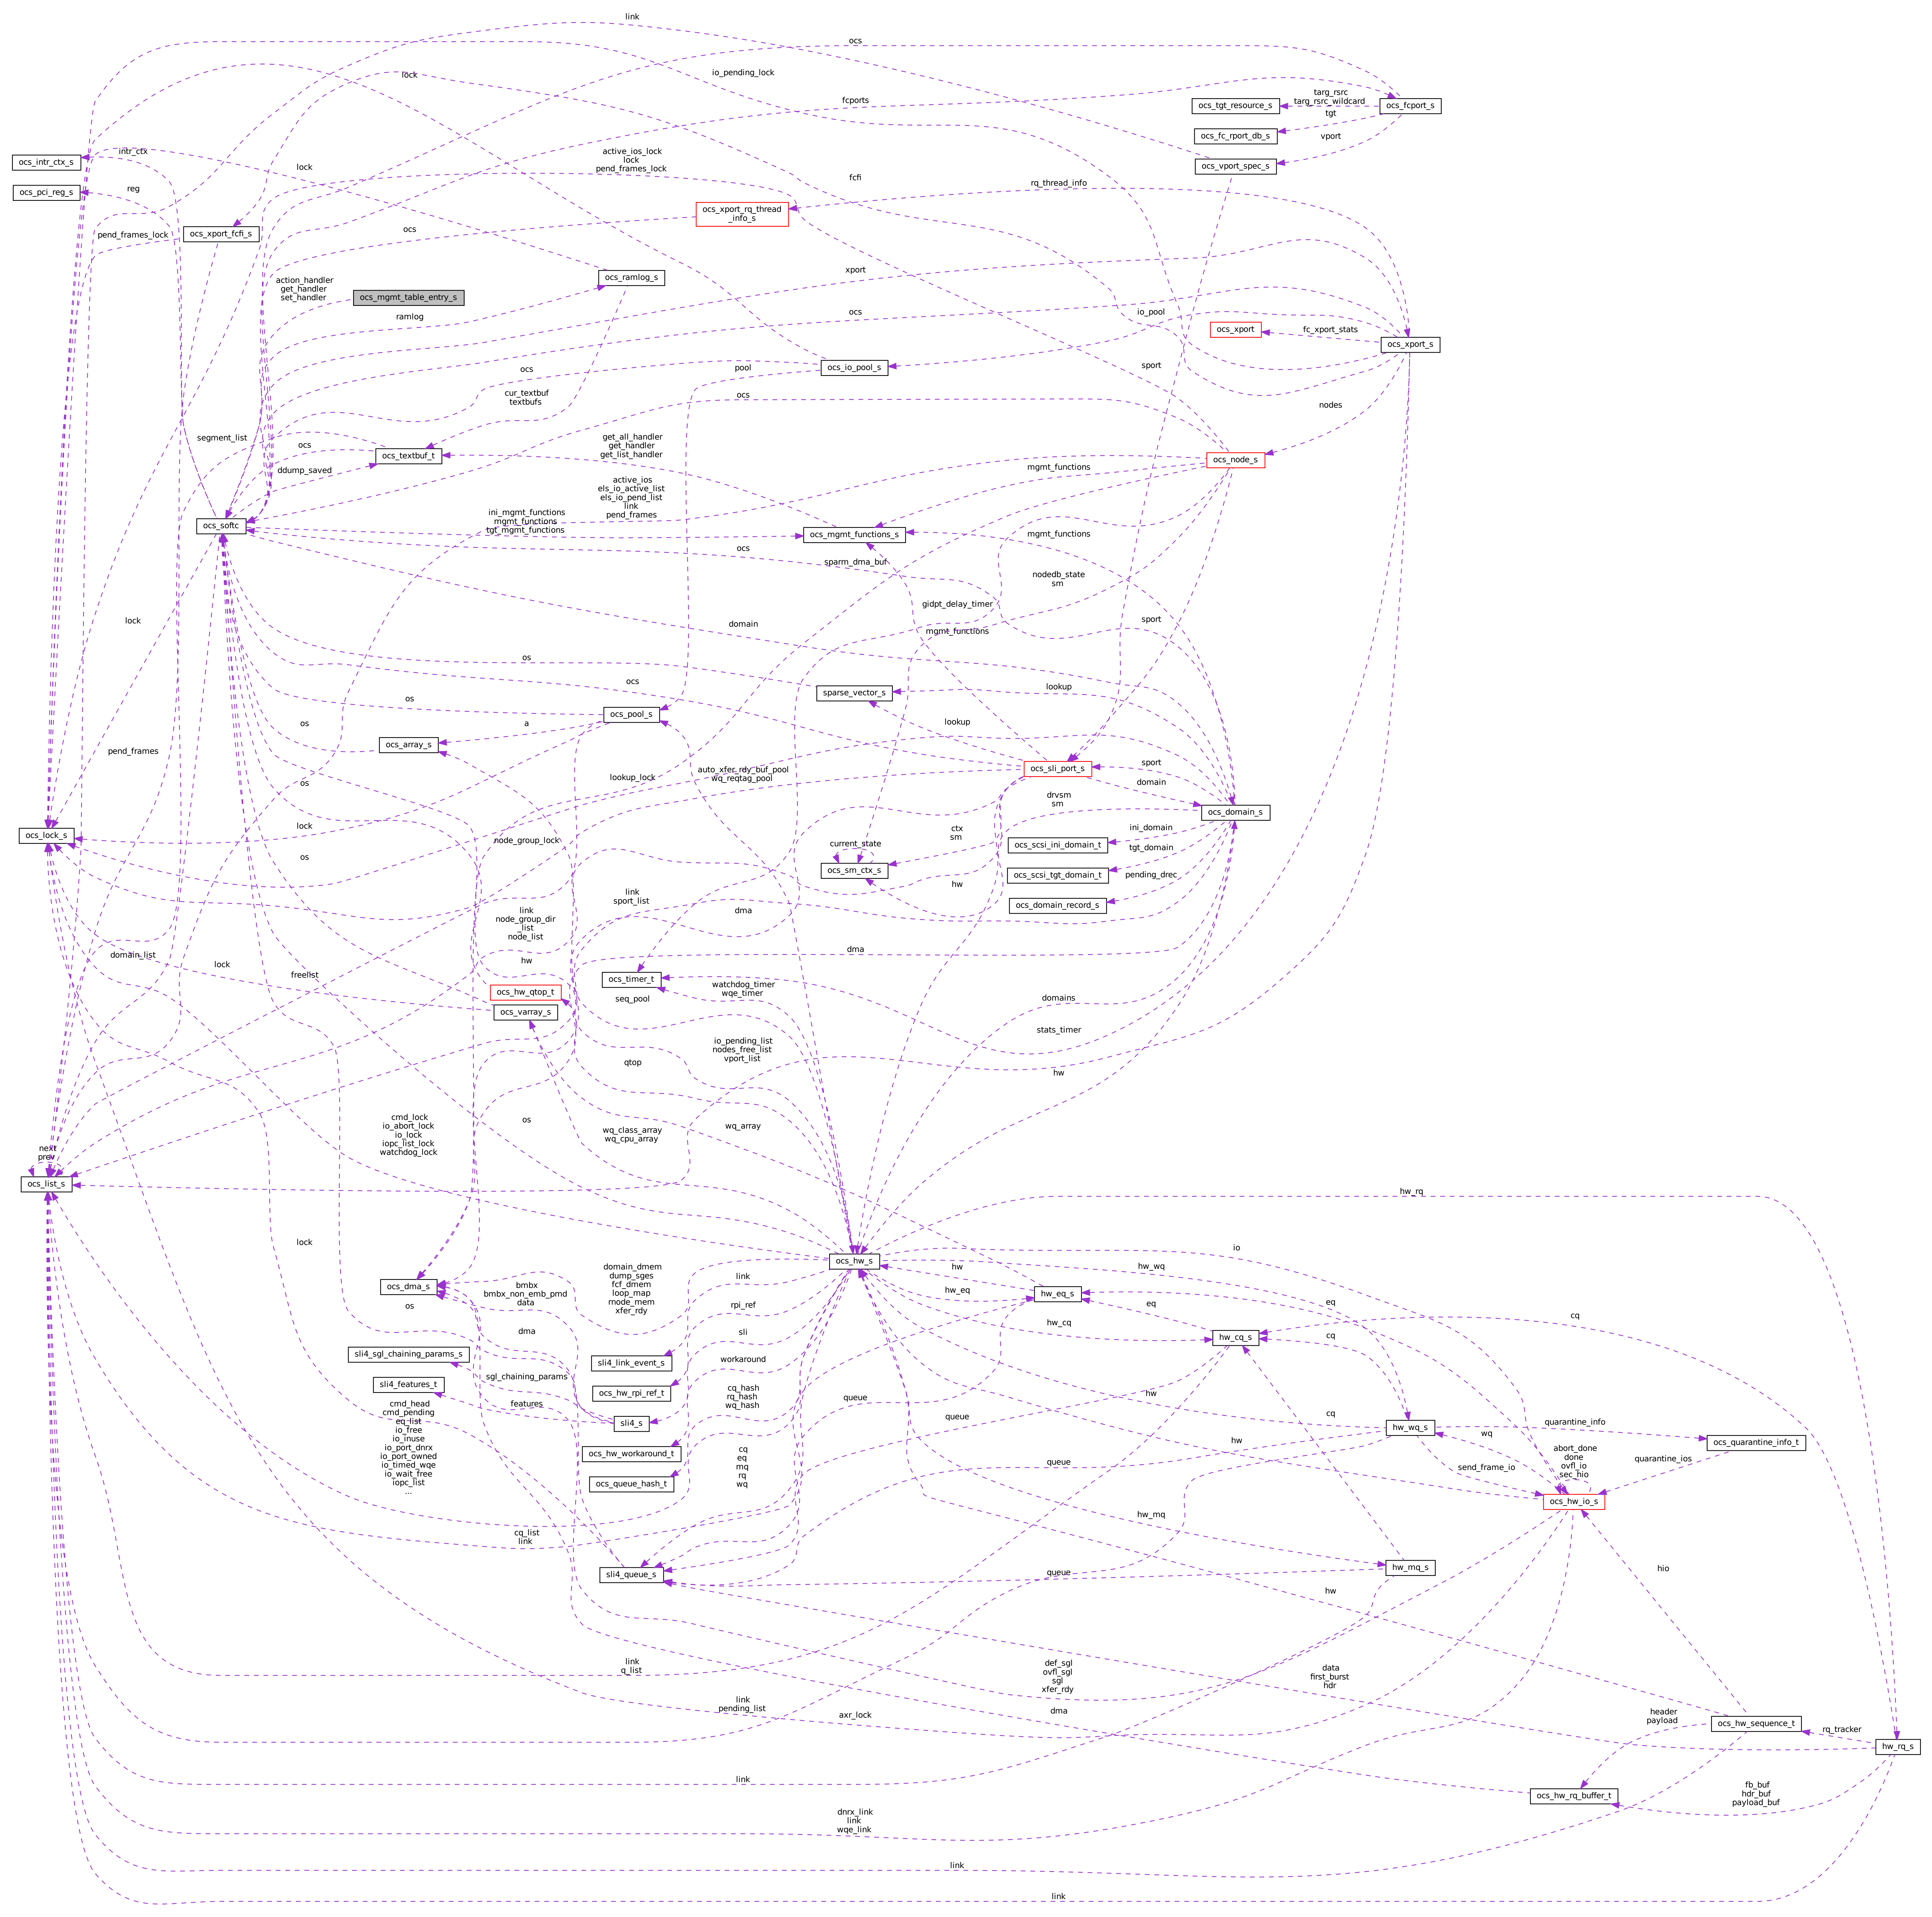 link
ocs
io_pending_lock
lock
fcports
targ_rsrc
targ_rsrc_wildcard
ocs_tgt_resource_s
ocs_fcport_s
tgt
ocs_fc_rport_db_s
vport
intr_ctx
ocs_intr_ctx_s
active_ios_lock
lock
pend_frames_lock
lock
ocs_vport_spec_s
fcfi
rq_thread_info
reg
ocs_pci_reg_s
ocs_xport_rq_thread
_info_s
ocs
pend_frames_lock
ocs_xport_fcfi_s
xport
ocs_ramlog_s
action_handler
get_handler
set_handler
ocs_mgmt_table_entry_s
ramlog
ocs
io_pool
ocs_xport
fc_xport_stats
ocs_xport_s
ocs
pool
ocs_io_pool_s
sport
cur_textbuf
textbufs
ocs
nodes
segment_list
ocs
ocs_textbuf_t
get_all_handler
get_handler
get_list_handler
ocs_node_s
ddump_saved
mgmt_functions
active_ios
els_io_active_list
els_io_pend_list
link
pend_frames
ocs_softc
ini_mgmt_functions
mgmt_functions
tgt_mgmt_functions
ocs_mgmt_functions_s
mgmt_functions
ocs
sparm_dma_buf
nodedb_state
sm
gidpt_delay_timer
lock
domain
mgmt_functions
sport
os
ocs
sparse_vector_s
lookup
os
ocs_pool_s
a
lookup
os
ocs_array_s
pend_frames
lookup_lock
auto_xfer_rdy_buf_pool
wq_reqtag_pool
ocs_sli_port_s
sport
os
domain
drvsm
sm
ocs_domain_s
lock
ocs_lock_s
ctx
sm
ini_domain
ocs_scsi_ini_domain_t
node_group_lock
current_state
tgt_domain
os
ocs_sm_ctx_s
ocs_scsi_tgt_domain_t
pending_drec
hw
link
sport_list
ocs_domain_record_s
link
node_group_dir
_list
node_list
dma
dma
domain_list
lock
hw
freelist
ocs_timer_t
watchdog_timer
wqe_timer
ocs_hw_qtop_t
seq_pool
domains
ocs_varray_s
stats_timer
qtop
io_pending_list
nodes_free_list
vport_list
hw
cmd_lock
io_abort_lock
io_lock
iopc_list_lock
watchdog_lock
os
wq_class_array
wq_cpu_array
wq_array
next
prev
ocs_list_s
hw_rq
lock
io
ocs_hw_s
hw_wq
hw
domain_dmem
dump_sges
fcf_dmem
loop_map
rnode_mem
xfer_rdy
link
ocs_dma_s
bmbx
bmbx_non_emb_pmd
data
hw_eq
hw_eq_s
eq
eq
os
rpi_ref
hw_cq
cq
cq
hw_cq_s
dma
sli
sli4_sgl_chaining_params_s
sli4_link_event_s
workaround
sgl_chaining_params
sli4_features_t
ocs_hw_rpi_ref_t
cq_hash
rq_hash
wq_hash
hw
features
queue
cmd_head
cmd_pending
eq_list
io_free
io_inuse
io_port_dnrx
io_port_owned
io_timed_wqe
io_wait_free
iopc_list
...
sli4_s
queue
cq
hw_wq_s
quarantine_info
wq
ocs_hw_workaround_t
hw
ocs_quarantine_info_t
cq
eq
mq
rq
wq
queue
send_frame_io
abort_done
done
ovfl_io
sec_hio
quarantine_ios
ocs_queue_hash_t
ocs_hw_io_s
hw_mq
cq_list
link
sli4_queue_s
queue
hw_mq_s
hio
hw
link
q_list
def_sgl
ovfl_sgl
sgl
xfer_rdy
data
first_burst
hdr
link
pending_list
axr_lock
dma
header
payload
ocs_hw_sequence_t
rq_tracker
hw_rq_s
link
fb_buf
hdr_buf
payload_buf
ocs_hw_rq_buffer_t
dnrx_link
link
wqe_link
link
link